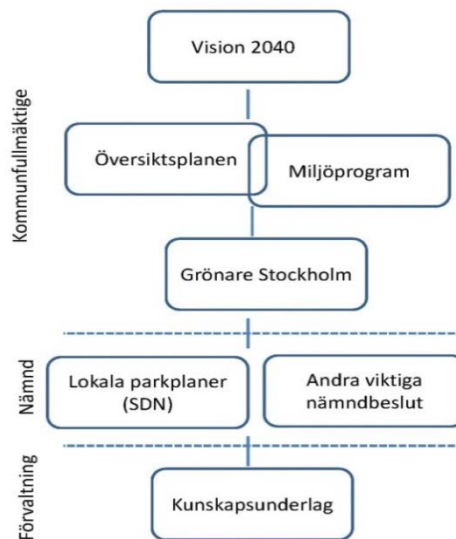 Vision 2040
Kommunfullmäktige
Översiktsplanen
Miljöprogram
Grönare Stockholm
Nämnd
Lokala parkplaner
(SDN)
Andra viktiga
nämndbeslut
Förvaltning
Kunskapsunderlag